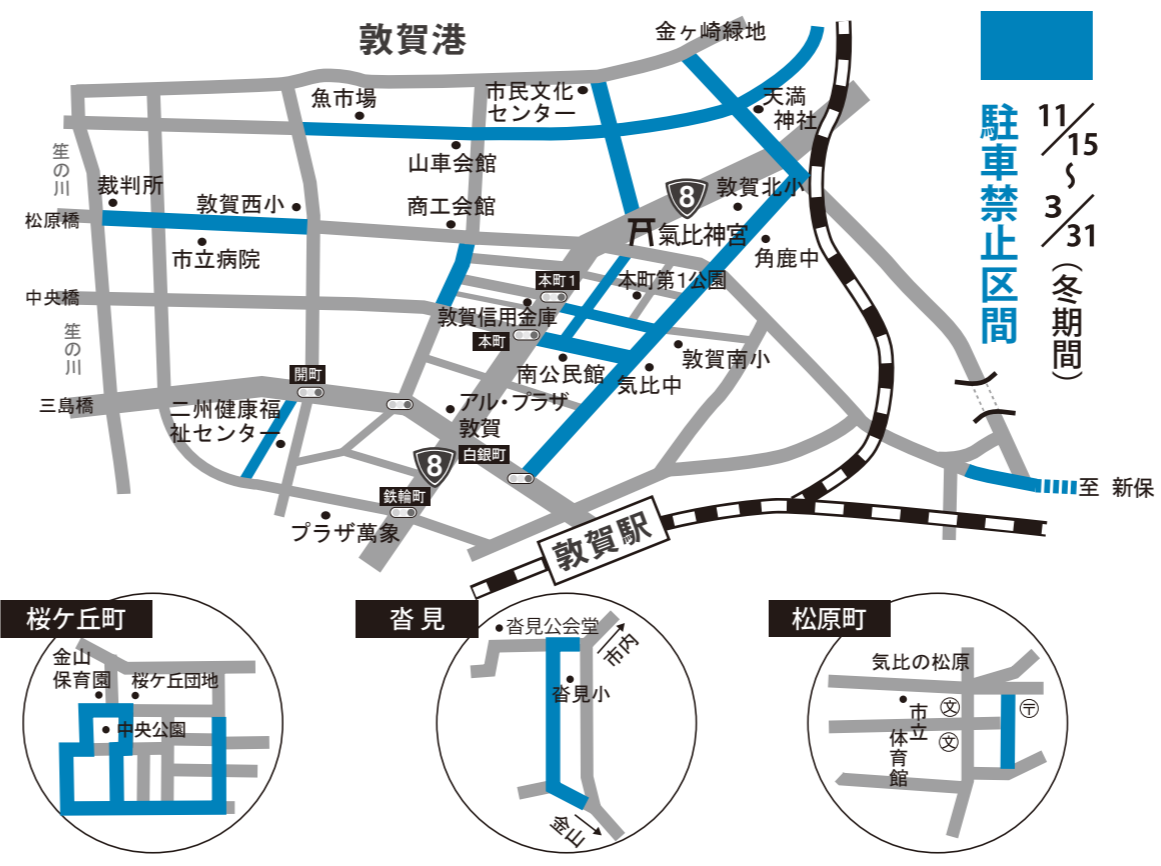 敦賀港
金ヶ崎緑地
駐車禁止区間
11/15
〜
3/31
(冬期間)
魚市場
市民文化
センター
天満
神社
山車会館
笙の川
裁判所
敦賀西小
商工会館
8
敦賀北小
松原橋
市立病院
氣比神宮
角鹿中
中央橋
本町1
本町第1公園
敦賀信用金庫
本町
笙の川
南公民館
気比中
敦賀南小
開町
三島橋
二州健康福
祉センター
アル・プラザ
敦賀
白銀町
8
鉄輪町
プラザ萬象
敦賀駅
至 新保
桜ケ丘町
金山
保育園
桜ケ丘団地
中央公園
沓見
沓見公会堂
市内
沓見小
金山
松原町
気比の松原
市立
体育館
文
文
〒